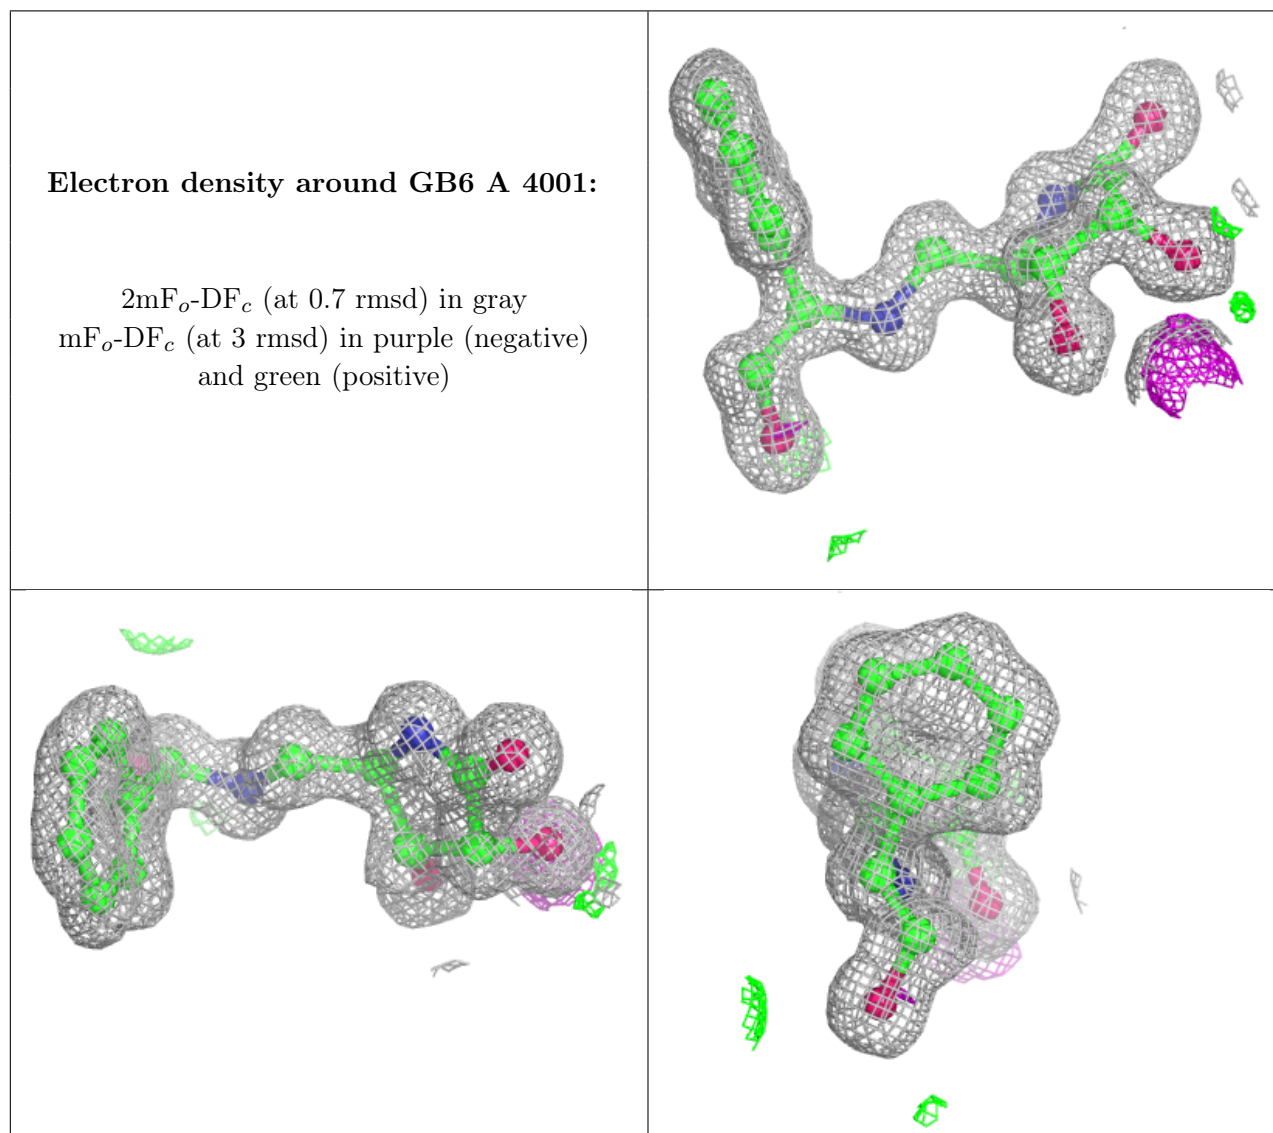 Electron density around GB6 A 4001:
2mFₒ-DF𝒸 (at 0.7 rmsd) in gray
mFₒ-DF𝒸 (at 3 rmsd) in purple (negative)
and green (positive)